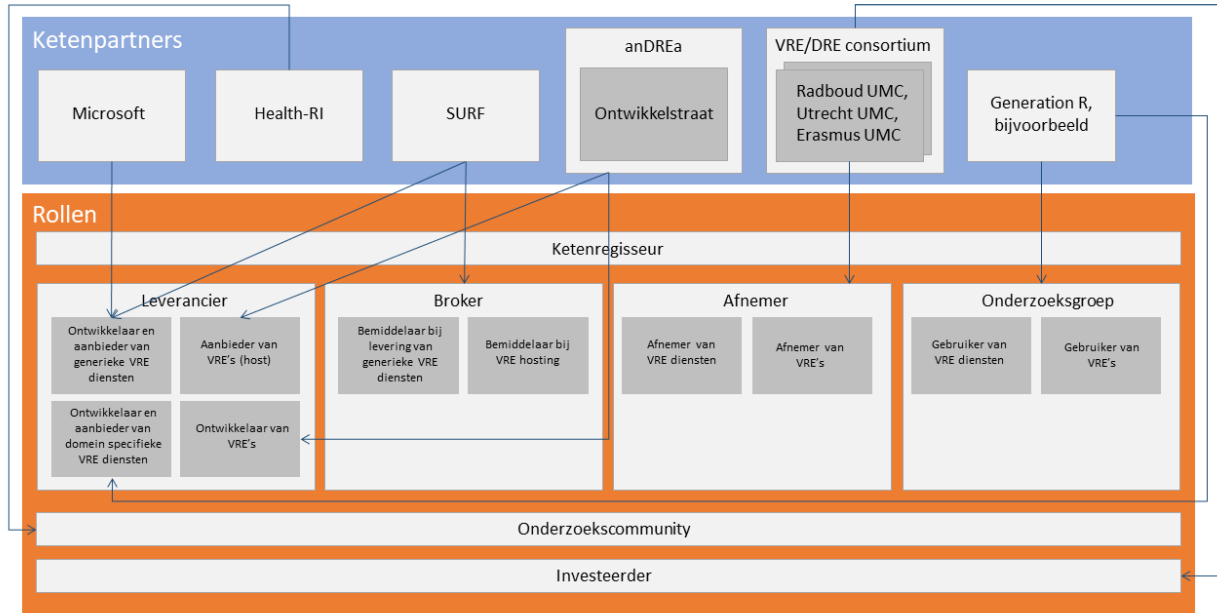 Ketenpartners
Microsoft
Health-RI
SURF
anDREa
Ontwikkelstraat
VRE/DRE consortium
Radboud UMC,
Utrecht UMC,
Erasmus UMC
Generation R,
bijvoorbeeld
Rollen
Ketenregisseur
Leverancier
Ontwikkelaar en
aanbieder van
generieke VRE
diensten
Aanbieder van
VRE's (host)
Ontwikkelaar en
aanbieder van
domein specifieke
VRE diensten
Ontwikkelaar van
VRE's
Broker
Bemiddelaar bij
levering van
generieke VRE
diensten
Bemiddelaar bij
VRE hosting
Afnemer
Afnemer van
VRE diensten
Afnemer van
VRE's
Onderzoeksgroep
Gebruiker van
VRE diensten
Gebruiker van
VRE's
Onderzoekscommunity
Investeerder